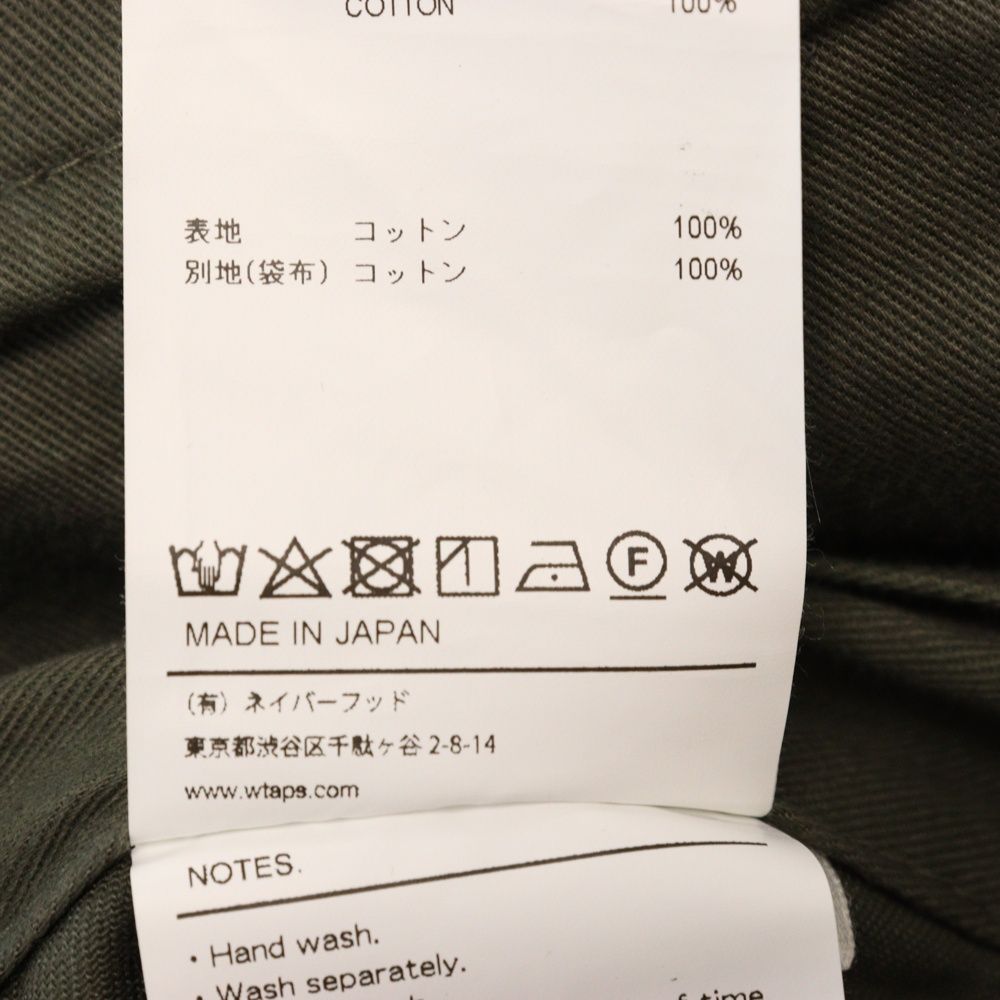 COTTON 100%
表地 コットン 100%
別地(袋布) コットン 100%
F W
MADE IN JAPAN
(有) ネイバーフッド
東京都渋谷区千駄ヶ谷 2-8-14
www.wtaps.com
NOTES.
・Hand wash.
・Wash separately.
of time